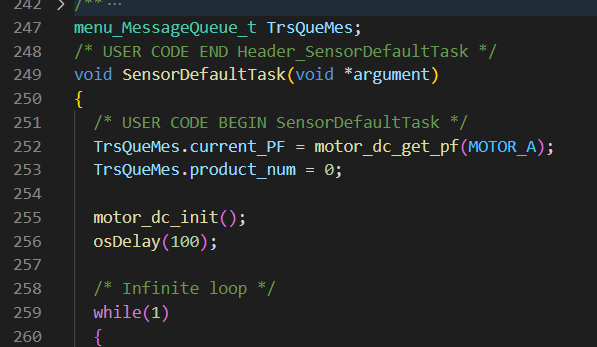 242 > /** ···
247 menu_MessageQueue_t TrsQueMes;
248 /* USER CODE END Header_SensorDefaultTask */
249 void SensorDefaultTask(void *argument)
250 {
251   /* USER CODE BEGIN SensorDefaultTask */
252   TrsQueMes.current_PF = motor_dc_get_pf(MOTOR_A);
253   TrsQueMes.product_num = 0;
254
255   motor_dc_init();
256   osDelay(100);
257
258   /* Infinite loop */
259   while(1)
260   {